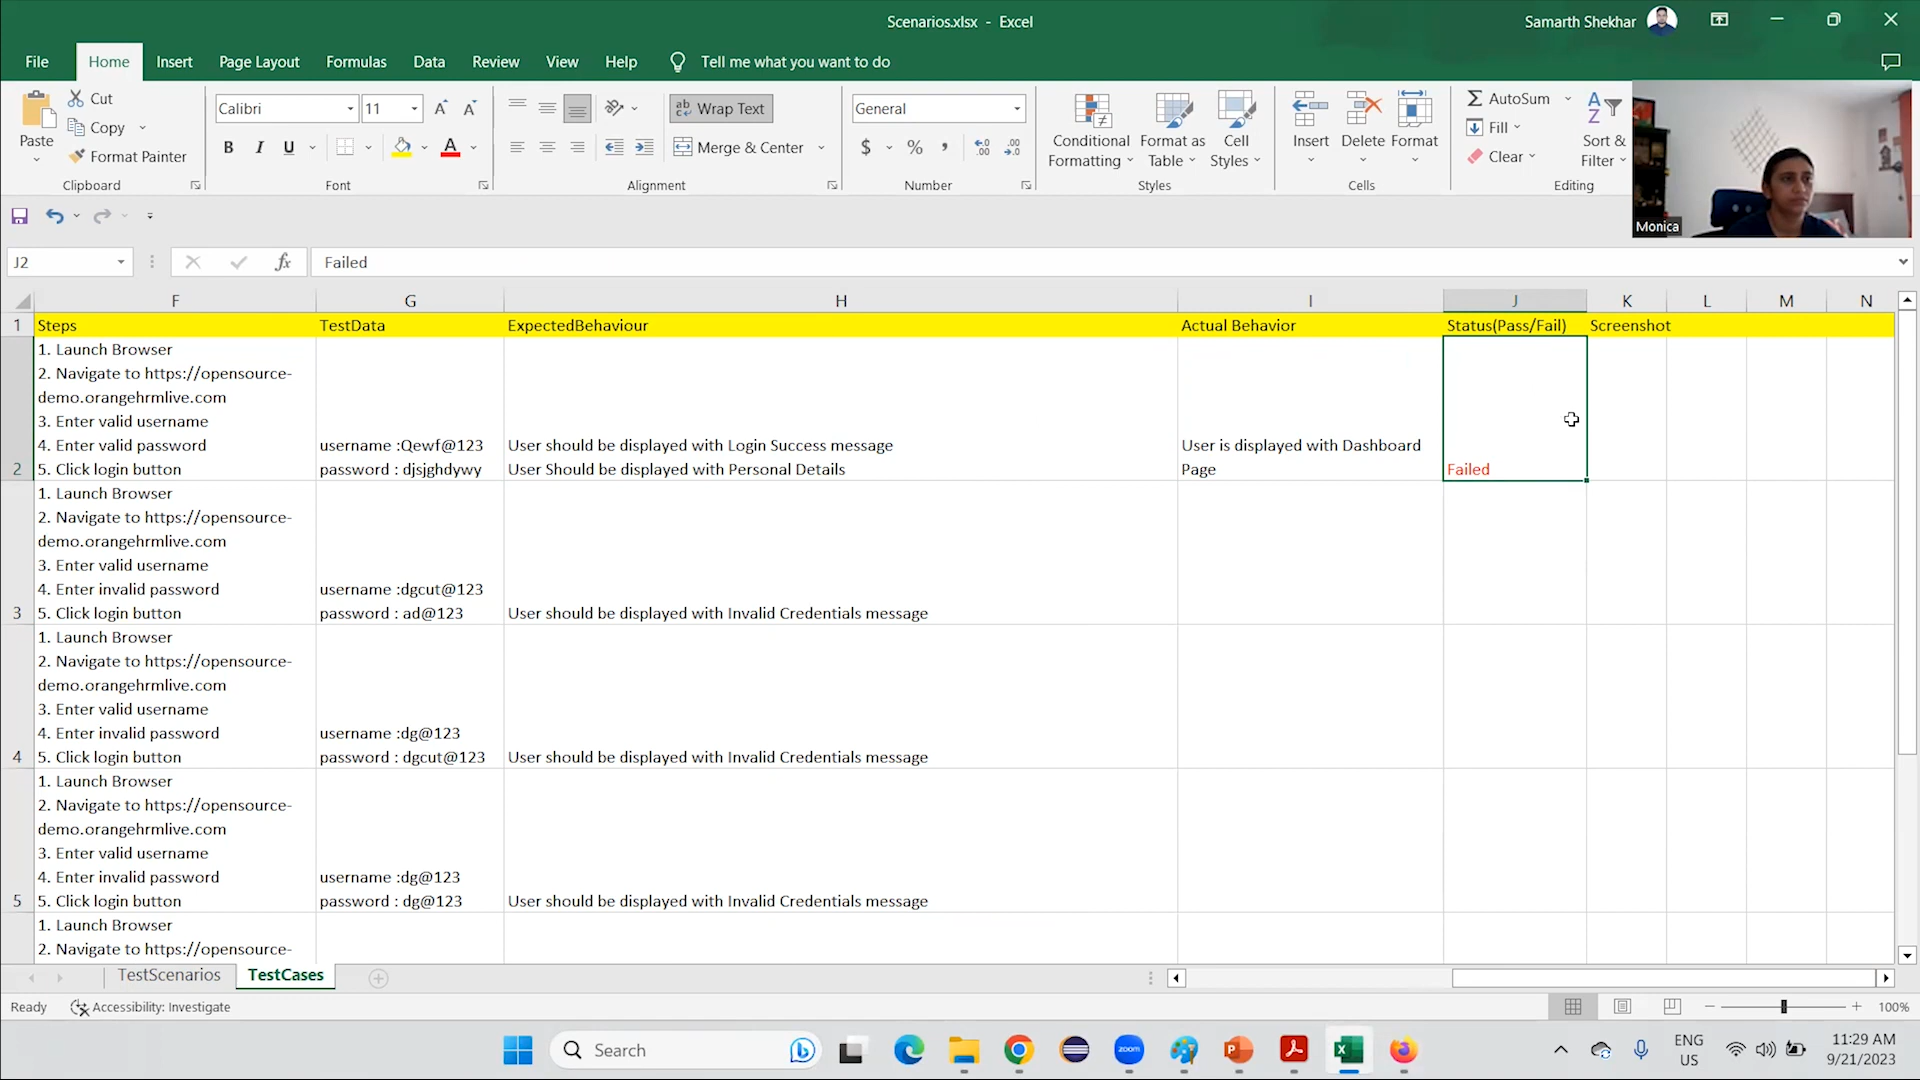 Scenarios.xlsx - Excel
Samarth Shekhar
File Home Insert Page Layout Formulas Data Review View Help Tell me what you want to do
Paste
Cut
Copy
Format Painter
Clipboard
Calibri 11
B I U
Font
Wrap Text
Merge & Center
Alignment
General
$ % ,
Number
Conditional Formatting
Format as Table
Cell Styles
Styles
Insert Delete Format
Cells
AutoSum
Fill
Clear
Sort & Filter
Editing
Monica
J2 fx Failed
F G H I J K L M N
1 Steps TestData ExpectedBehaviour Actual Behavior Status(Pass/Fail) Screenshot
1. Launch Browser
2. Navigate to https://opensource-
demo.orangehrmlive.com
3. Enter valid username
4. Enter valid password username :Qewf@123 User should be displayed with Login Success message User is displayed with Dashboard
2 5. Click login button password : djsjghdywy User Should be displayed with Personal Details Page Failed
1. Launch Browser
2. Navigate to https://opensource-
demo.orangehrmlive.com
3. Enter valid username
4. Enter invalid password username :dgcut@123
3 5. Click login button password : ad@123 User should be displayed with Invalid Credentials message
1. Launch Browser
2. Navigate to https://opensource-
demo.orangehrmlive.com
3. Enter valid username
4. Enter invalid password username :dg@123
4 5. Click login button password : dgcut@123 User should be displayed with Invalid Credentials message
1. Launch Browser
2. Navigate to https://opensource-
demo.orangehrmlive.com
3. Enter valid username
4. Enter invalid password username :dg@123
5 5. Click login button password : dg@123 User should be displayed with Invalid Credentials message
1. Launch Browser
2. Navigate to https://opensource-
TestScenarios TestCases
Ready Accessibility: Investigate 100%
Search zoom ENG US 11:29 AM
9/21/2023